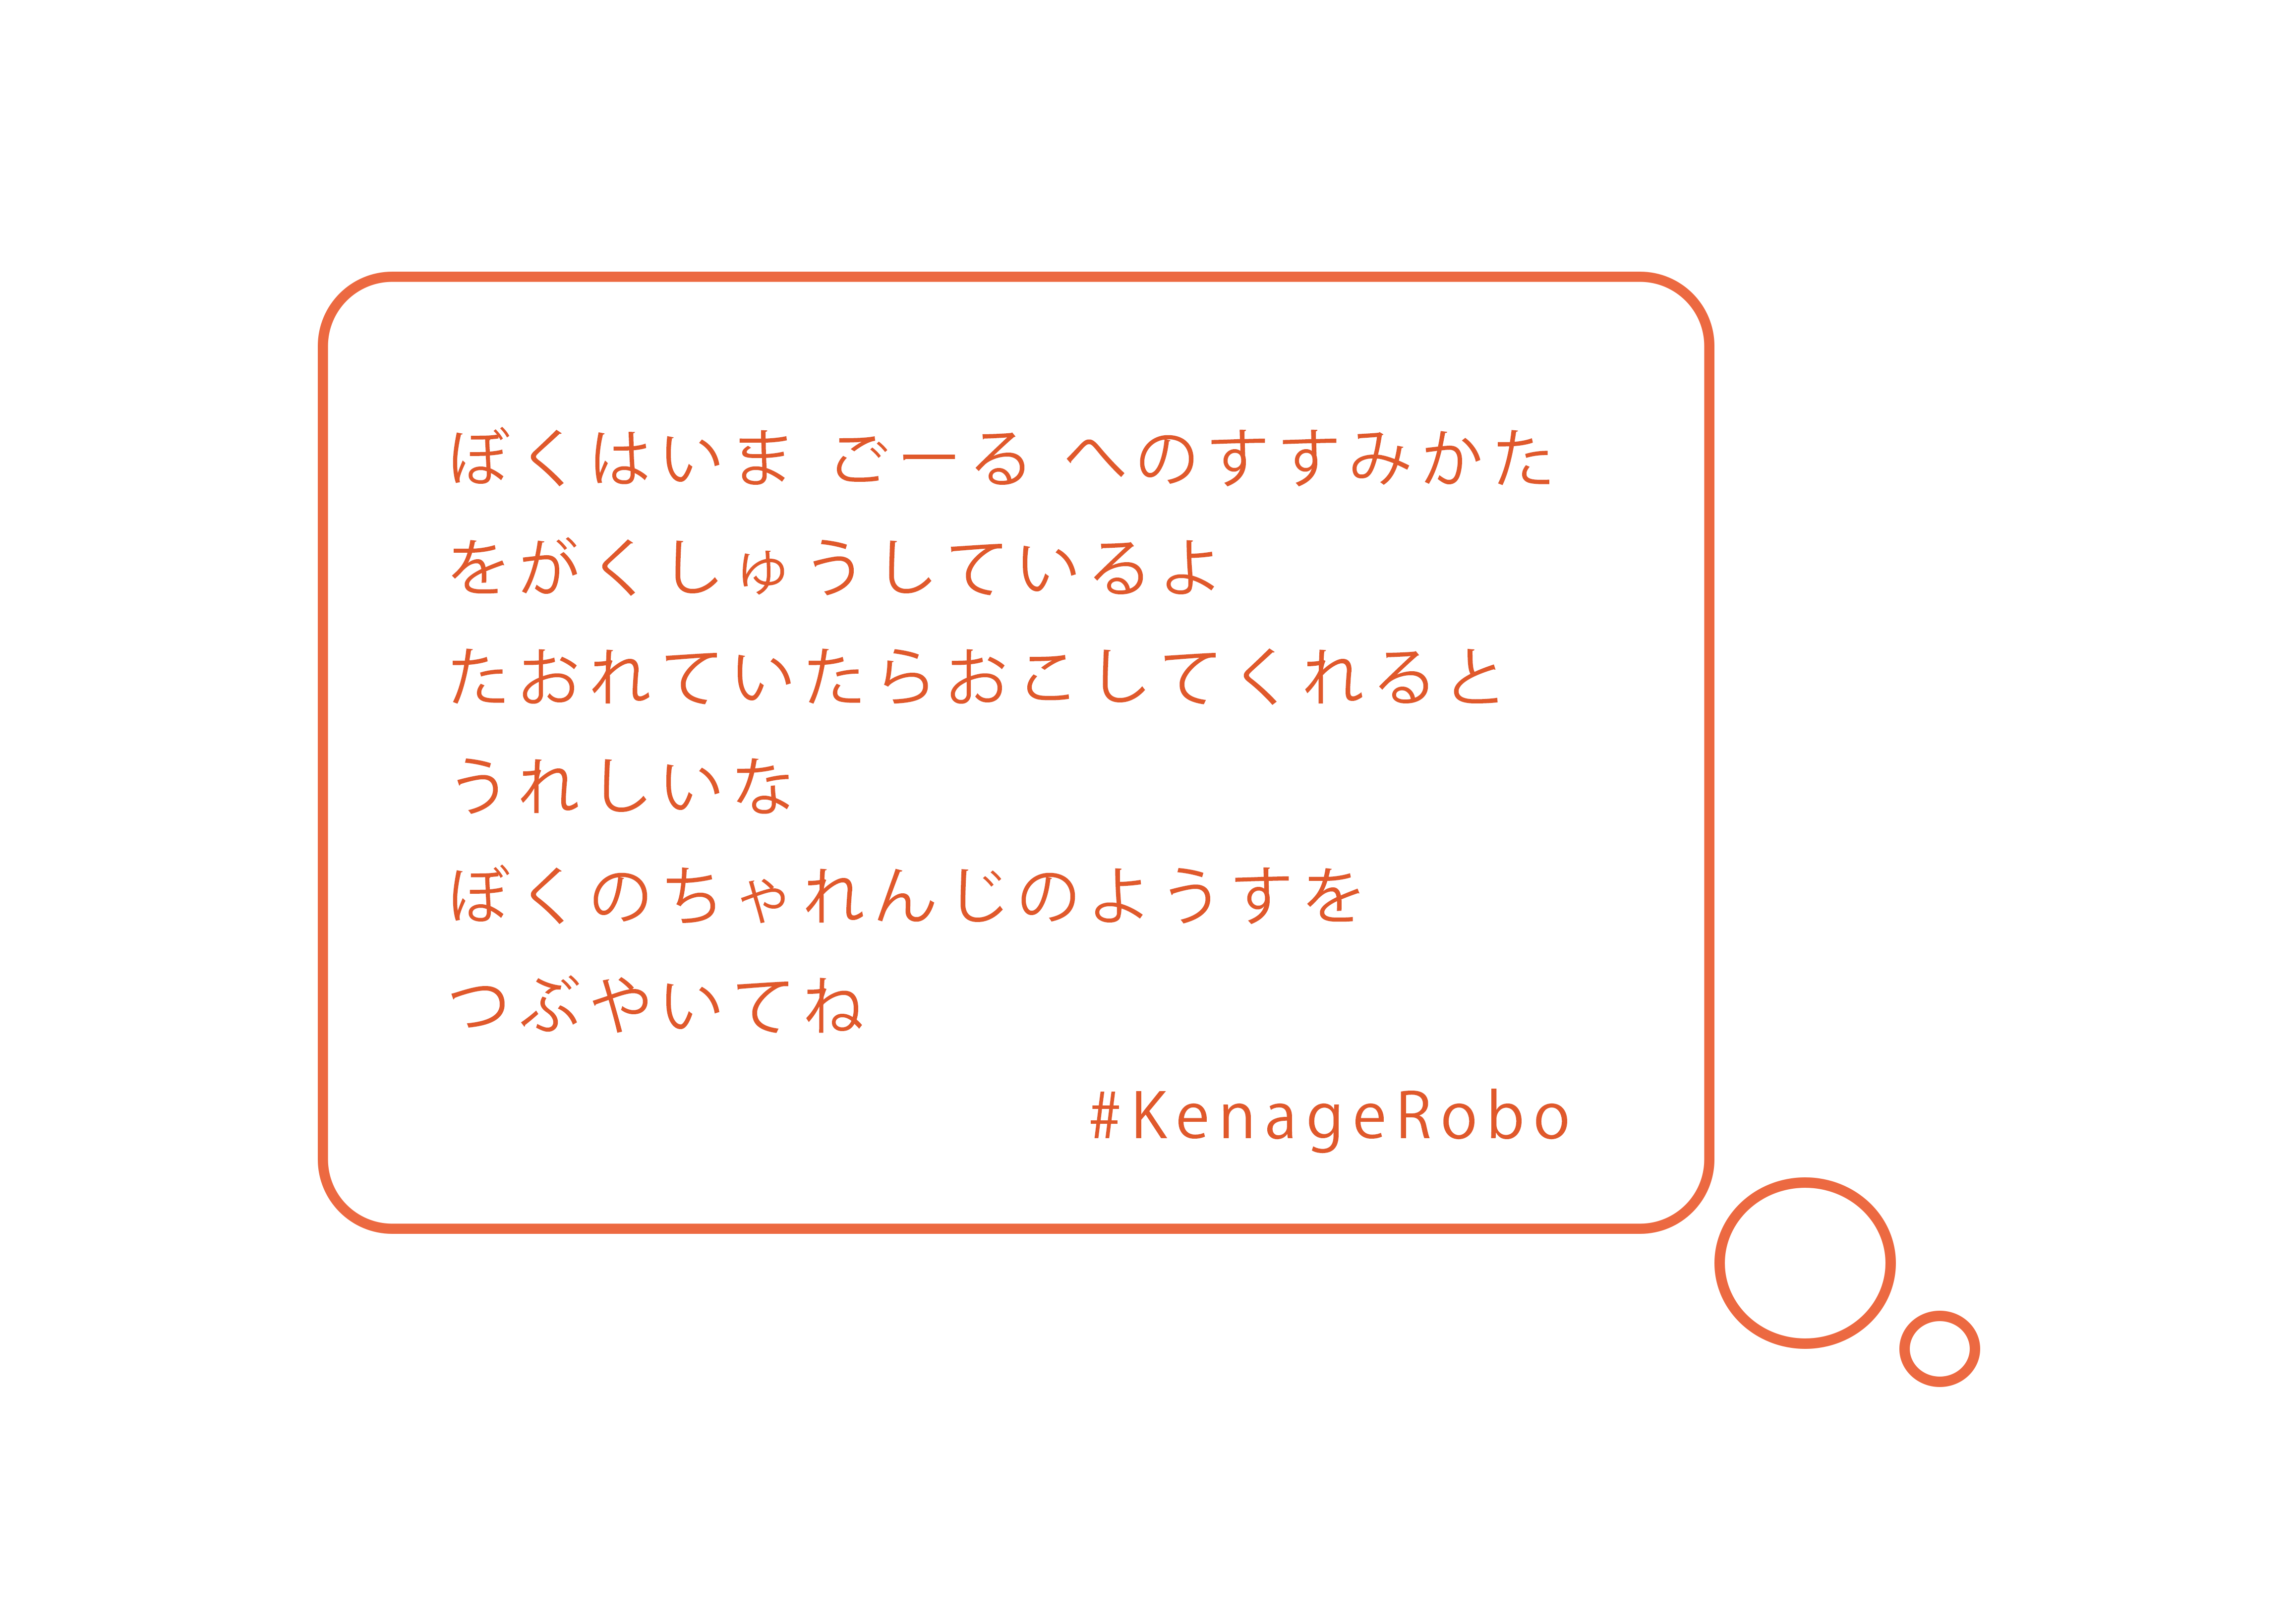 ぼくはいま ごーる へのすすみかた
をがくしゅうしているよ
たおれていたらおこしてくれると
うれしいな
ぼくのちゃれんじのようすを
つぶやいてね
#KenageRobo